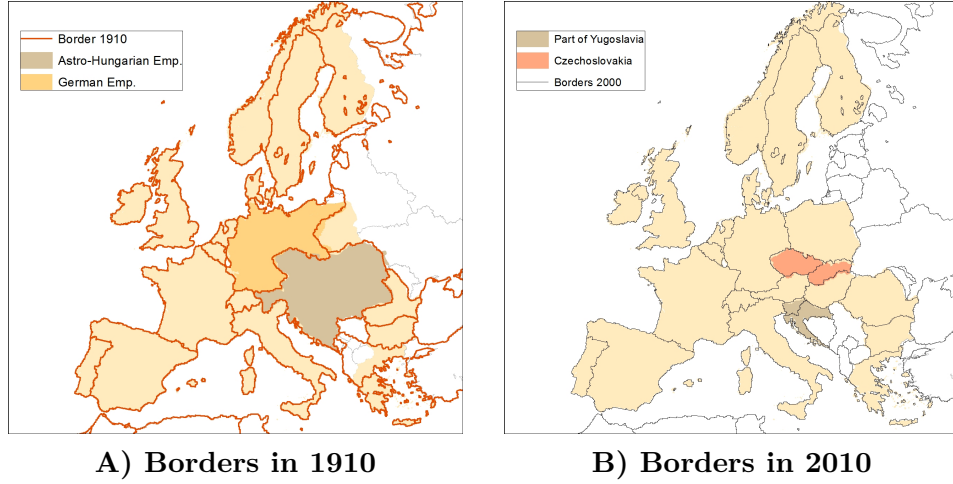 Border 1910
Astro-Hungarian Emp.
German Emp.
Part of Yugoslavia
Czechoslovakia
Borders 2000
A) Borders in 1910
B) Borders in 2010